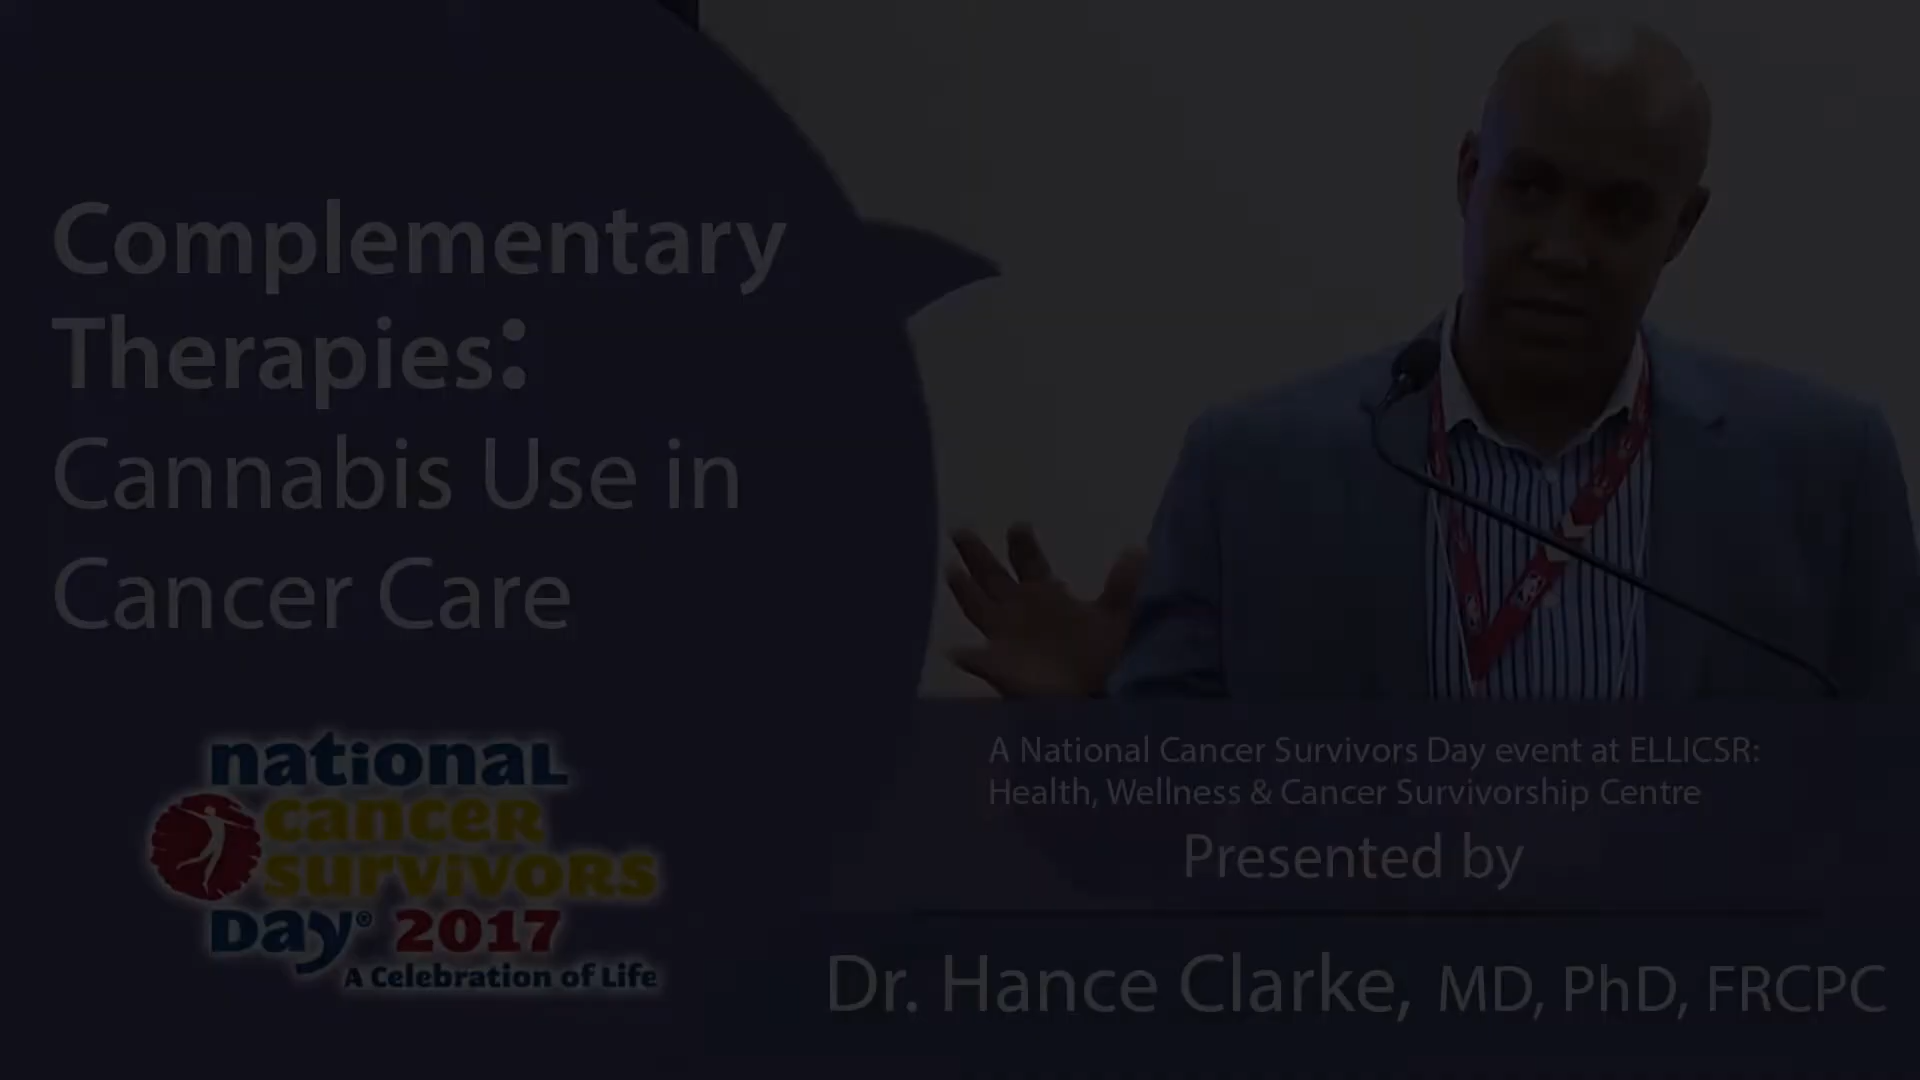 Complementary
Therapies:
Cannabis Use in
Cancer Care
national
cancer
survivors
Day® 2017
A Celebration of Life
A National Cancer Survivors Day event at ELLICSR:
Health, Wellness & Cancer Survivorship Centre
Presented by
Dr. Hance Clarke, MD, PhD, FRCPC